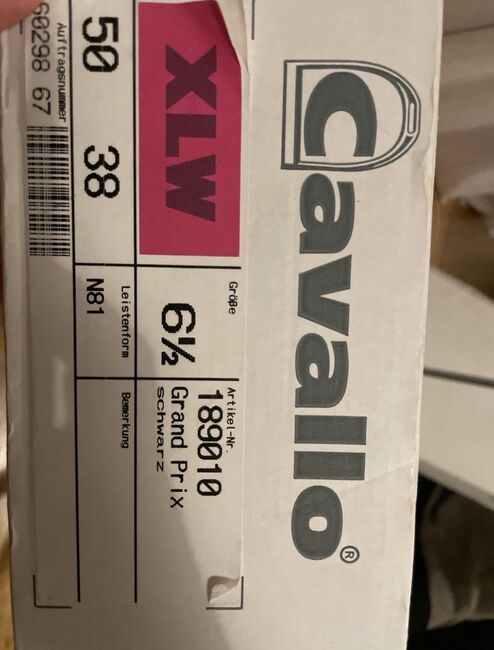 Cavallo®
Größe
Artikel-Nr.
XLW
6½
189010
Grand Prix
schwarz
50
38
Leistenform
N81
Bemerkung
Auftragsnummer
60298 67